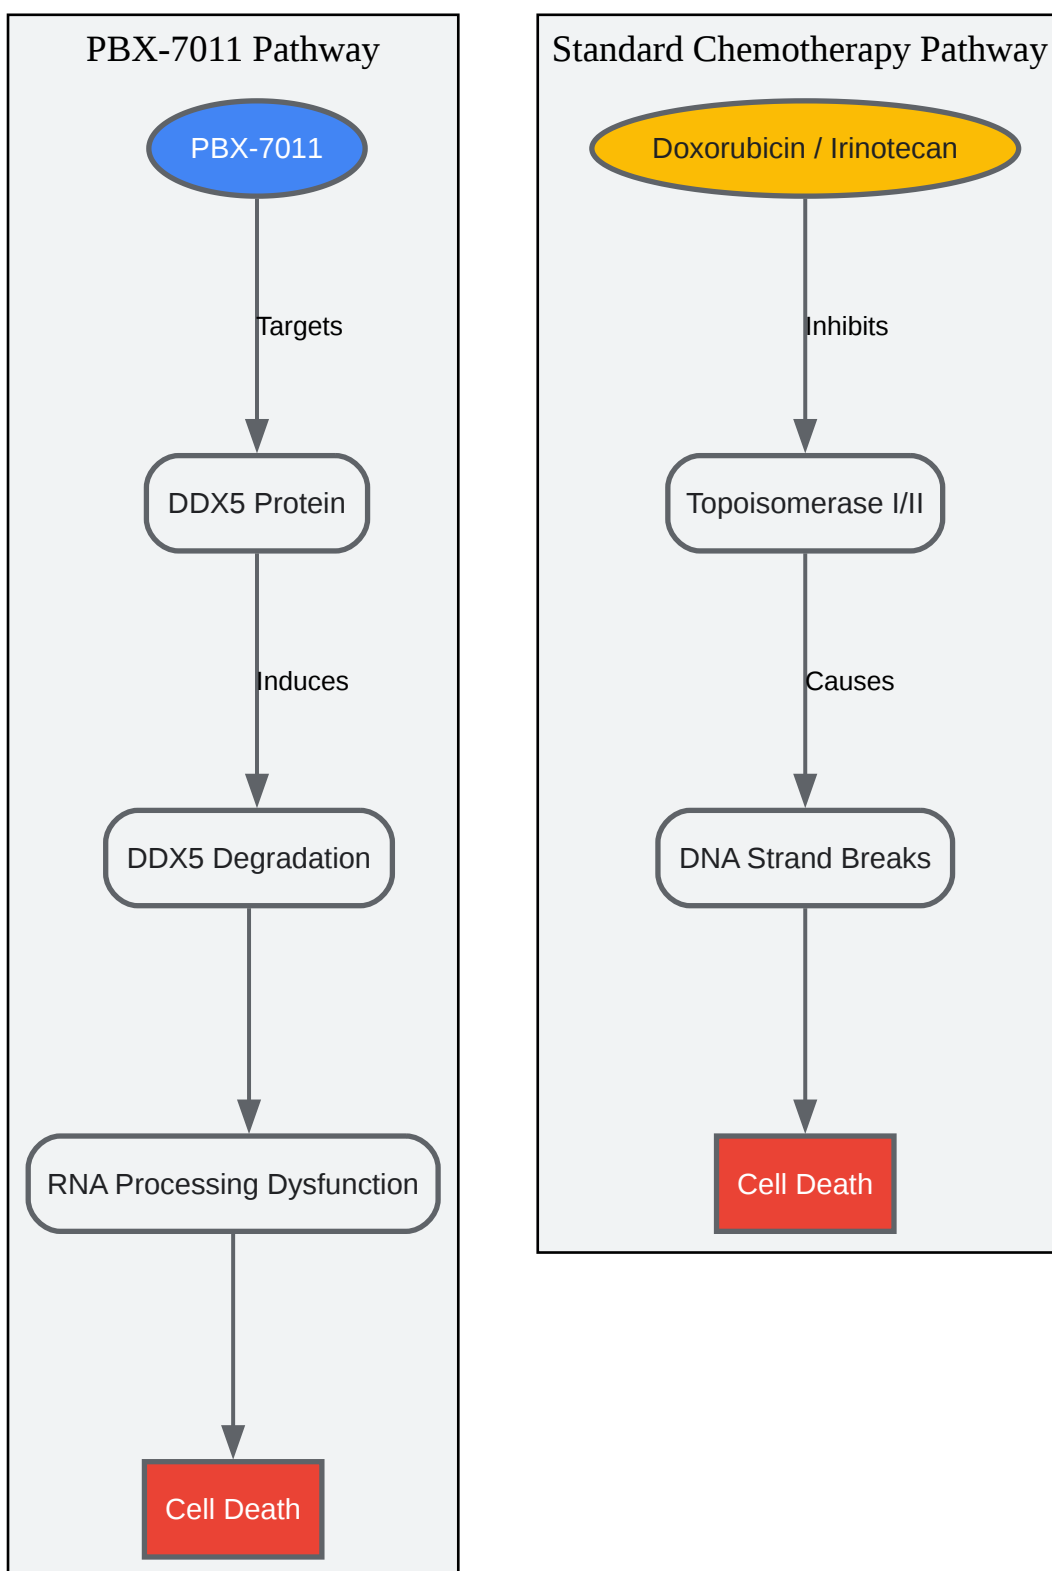 PBX-7011 Pathway
PBX-7011
Targets
DDX5 Protein
Induces
DDX5 Degradation
RNA Processing Dysfunction
Cell Death
Standard Chemotherapy Pathway
Doxorubicin / Irinotecan
Inhibits
Topoisomerase I/II
Causes
DNA Strand Breaks
Cell Death